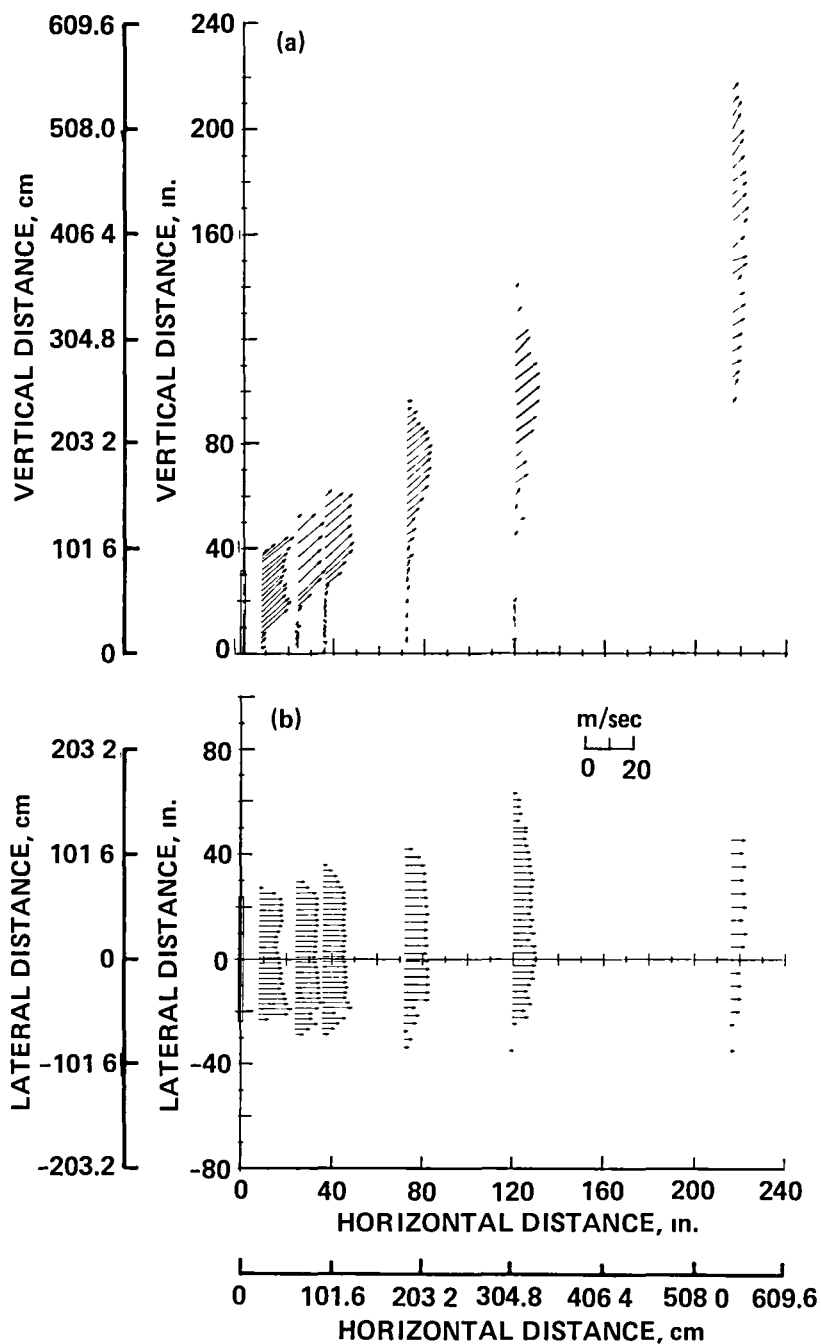 (a)
VERTICAL DISTANCE, cm
609.6
508.0
406 4
304.8
203 2
101 6
0
VERTICAL DISTANCE, in.
240
200
160
80
40
0
(b)
m/sec
0 20
LATERAL DISTANCE, cm
203 2
101 6
0
-101 6
-203.2
LATERAL DISTANCE, in.
80
40
0
-40
-80
0 40 80 120 160 200 240
HORIZONTAL DISTANCE, in.
0 101.6 203 2 304.8 406 4 508 0 609.6
HORIZONTAL DISTANCE, cm